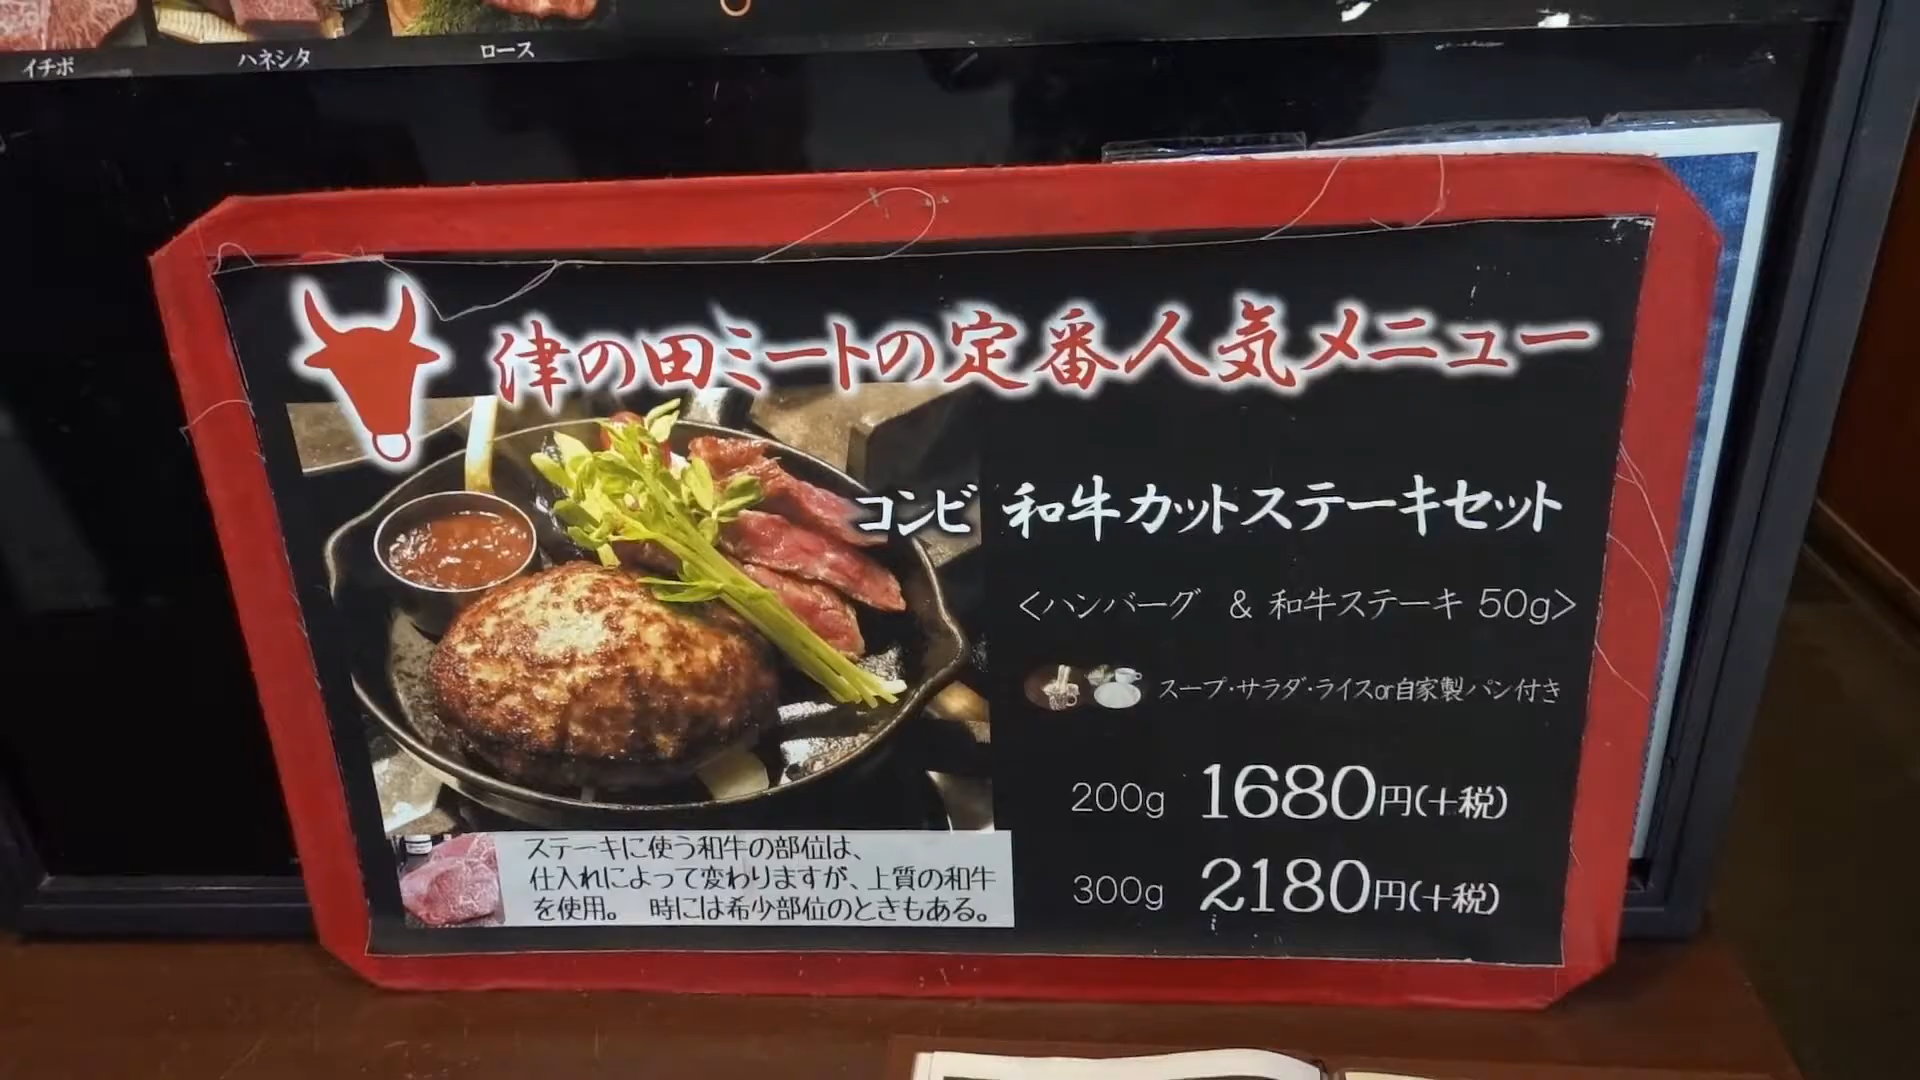 イチボ
ハネシタ
ロース
津の田ミートの定番人気メニュー
コンビ 和牛カットステーキセット
<ハンバーグ & 和牛ステーキ 50g>
スープ・サラダ・ライスor自家製パン付き
200g 1680円(+税)
300g 2180円(+税)
ステーキに使う和牛の部位は、
仕入れによって変わりますが、上質の和牛
を使用。 時には希少部位のときもある。